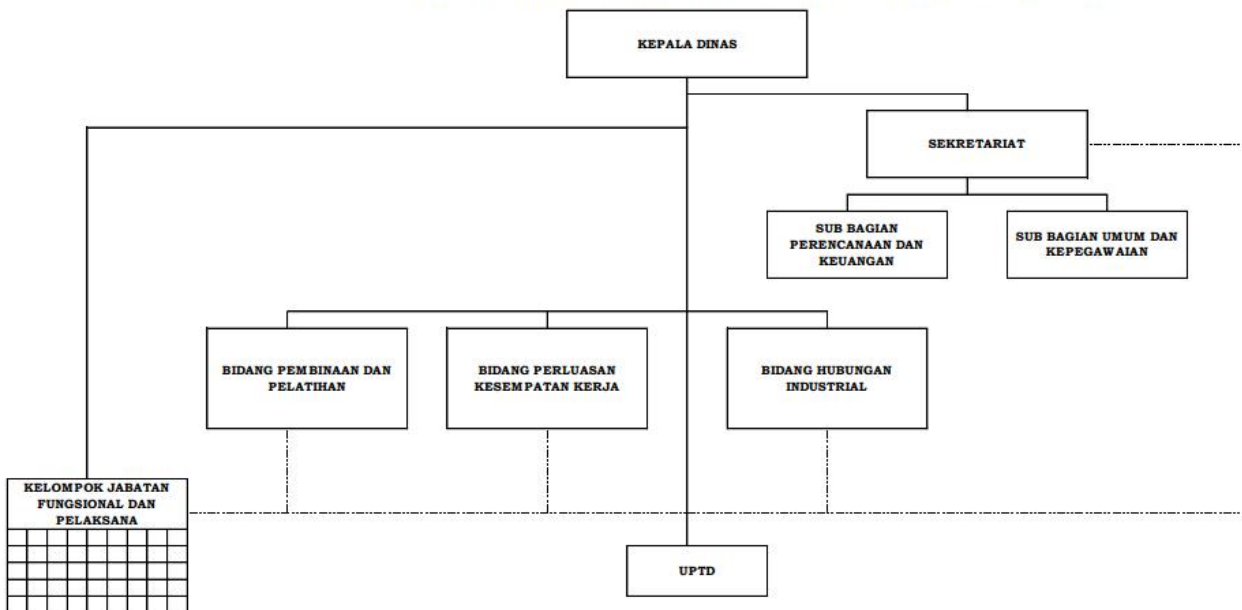 KEPALA DINAS
SEKRETARIAT
SUB BAGIAN
PERENCANAAN DAN
KEUANGAN
SUB BAGIAN UMUM DAN
KEPEGAWAIAN
BIDANG PEMBINAAN DAN
PELATIHAN
BIDANG PERLUASAN
KESEMPATAN KERJA
BIDANG HUBUNGAN
INDUSTRIAL
KELOMPOK JABATAN
FUNGSIONAL DAN
PELAKSANA
UPTD